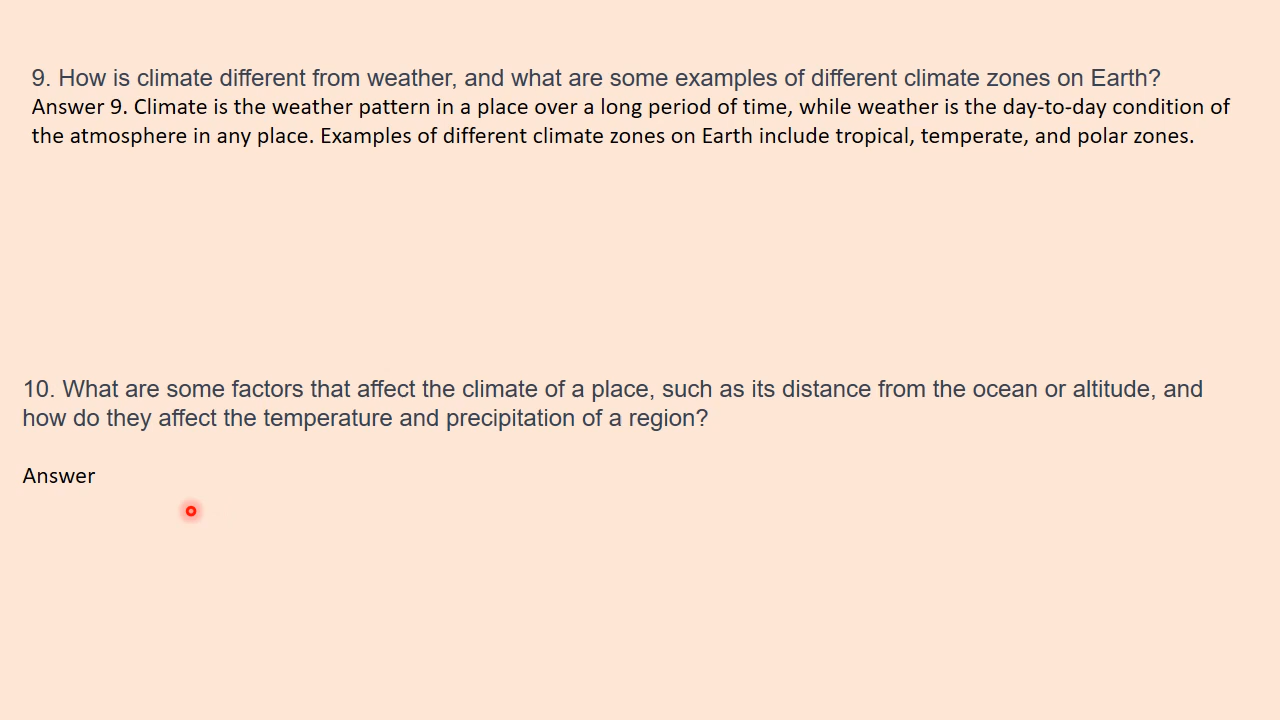 9. How is climate different from weather, and what are some examples of different climate zones on Earth?
Answer 9. Climate is the weather pattern in a place over a long period of time, while weather is the day-to-day condition of
the atmosphere in any place. Examples of different climate zones on Earth include tropical, temperate, and polar zones.
10. What are some factors that affect the climate of a place, such as its distance from the ocean or altitude, and
how do they affect the temperature and precipitation of a region?
Answer